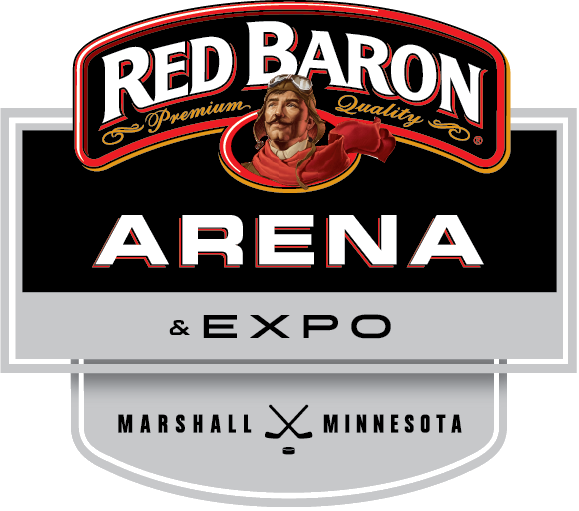 RED BARON
Premium Quality
®
ARENA
& EXPO
MARSHALL MINNESOTA